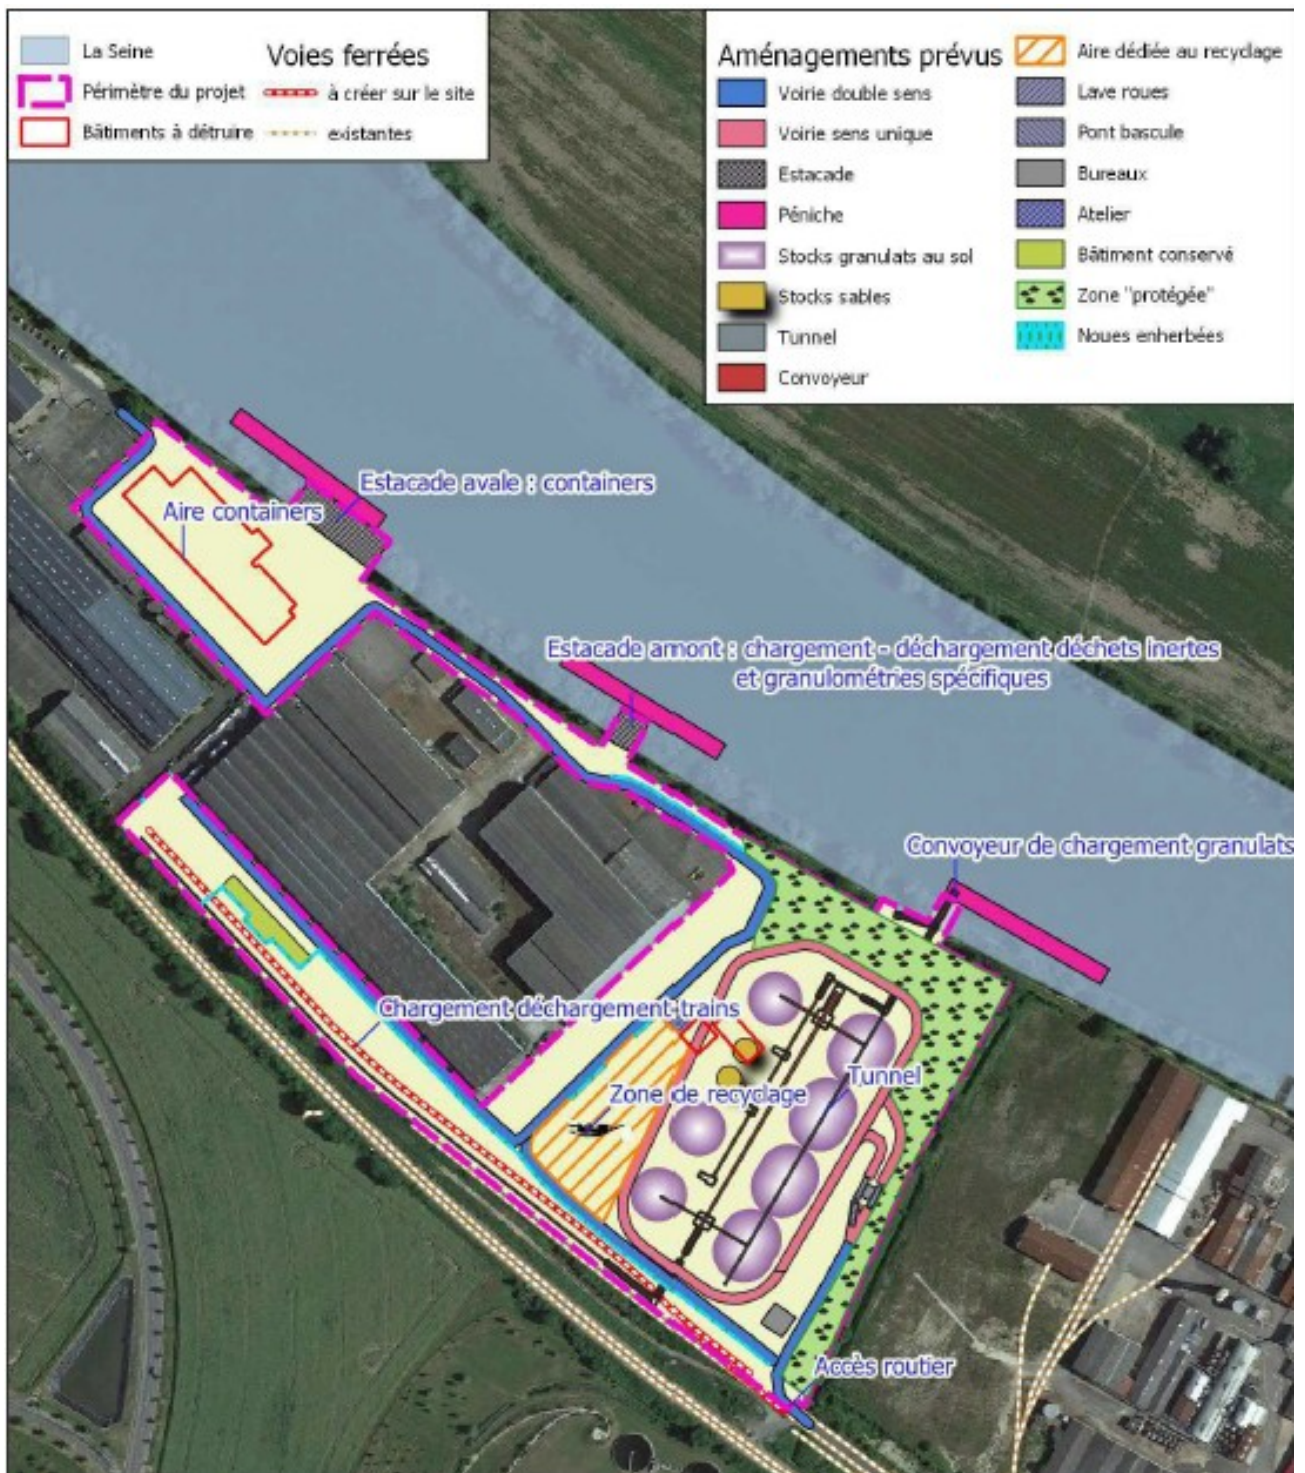 La Seine
Périmètre du projet
Bâtiments à détruire
Voies ferrées
à créer sur le site
existantes
Aménagements prévus
Voirie double sens
Voirie sens unique
Estacade
Péniche
Stocks granulats au sol
Stocks sables
Tunnel
Convoyeur
Aire dédiée au recyclage
Lave roues
Pont bascule
Bureaux
Atelier
Bâtiment conservé
Zone "protégée"
Noues enherbées
Estacade avale : containers
Aire containers
Estacade amont : chargement - déchargement déchets inertes
et granulométries spécifiques
Convoyeur de chargement granulats
Chargement déchargement trains
Tunnel
Zone de recyclage
Accès routier